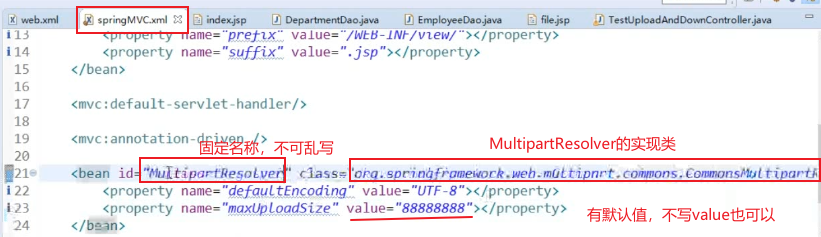 web.xml springMVC.xml index.jsp DepartmentDao.java EmployeeDao.java file.jsp TestUploadAndDownController.java
13 <property name="prefix" value="/WEB-INF/view/"></property>
14 <property name="suffix" value=".jsp"></property>
15 </bean>
16
17 <mvc:default-servlet-handler/>
18
19 <mvc:annotation-driven />
固定名称，不可乱写
MultipartResolver的实现类
20
21 <bean id="MultipartResolver" class="org.springframework.web.multipart.commons.CommonsMultipartR
22 <property name="defaultEncoding" value="UTF-8"></property>
23 <property name="maxUploadSize" value="88888888"></property>
有默认值，不写value也可以
24 </bean>